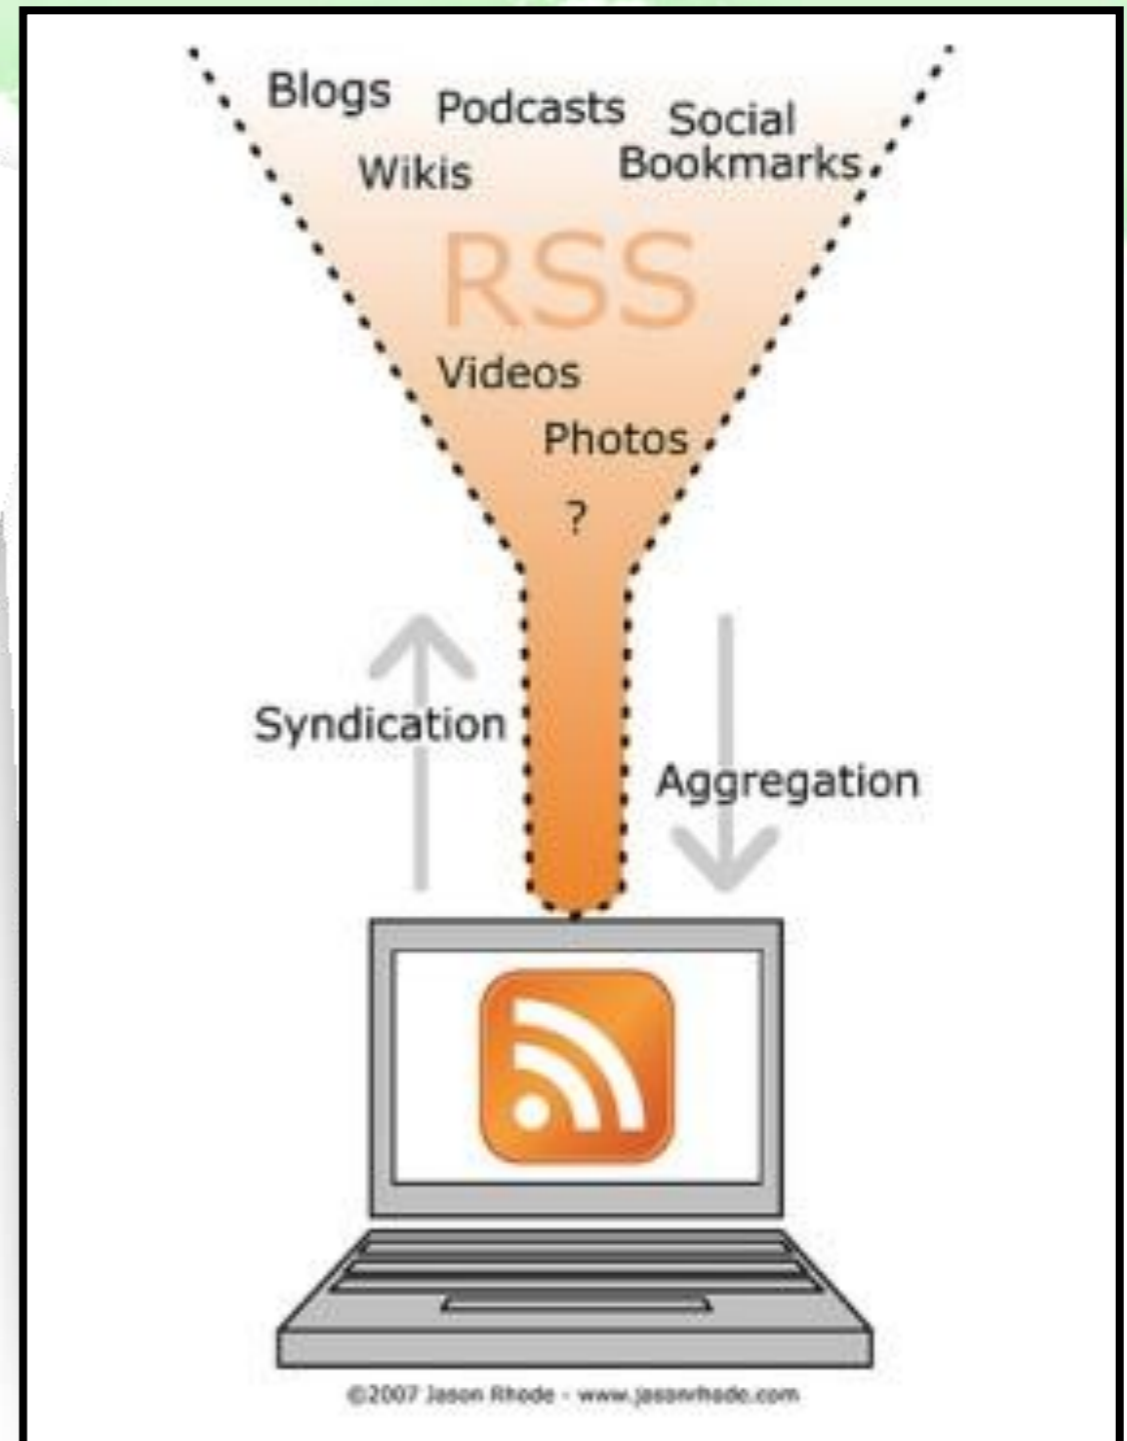 Blogs
Podcasts
Social
Bookmarks
Wikis
RSS
Videos
Photos
?
Syndication
Aggregation
©2007 Jason Rhode - www.jasonrhode.com